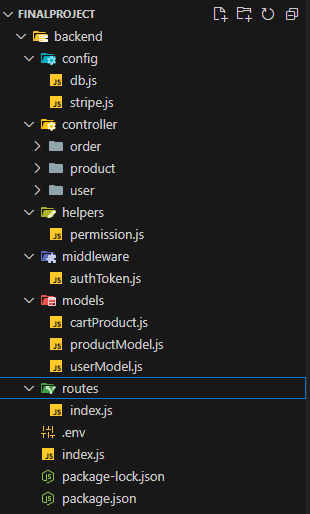 FINALPROJECT
backend
config
db.js
stripe.js
controller
order
product
user
helpers
permission.js
middleware
authToken.js
models
cartProduct.js
productModel.js
userModel.js
routes
index.js
.env
index.js
package-lock.json
package.json